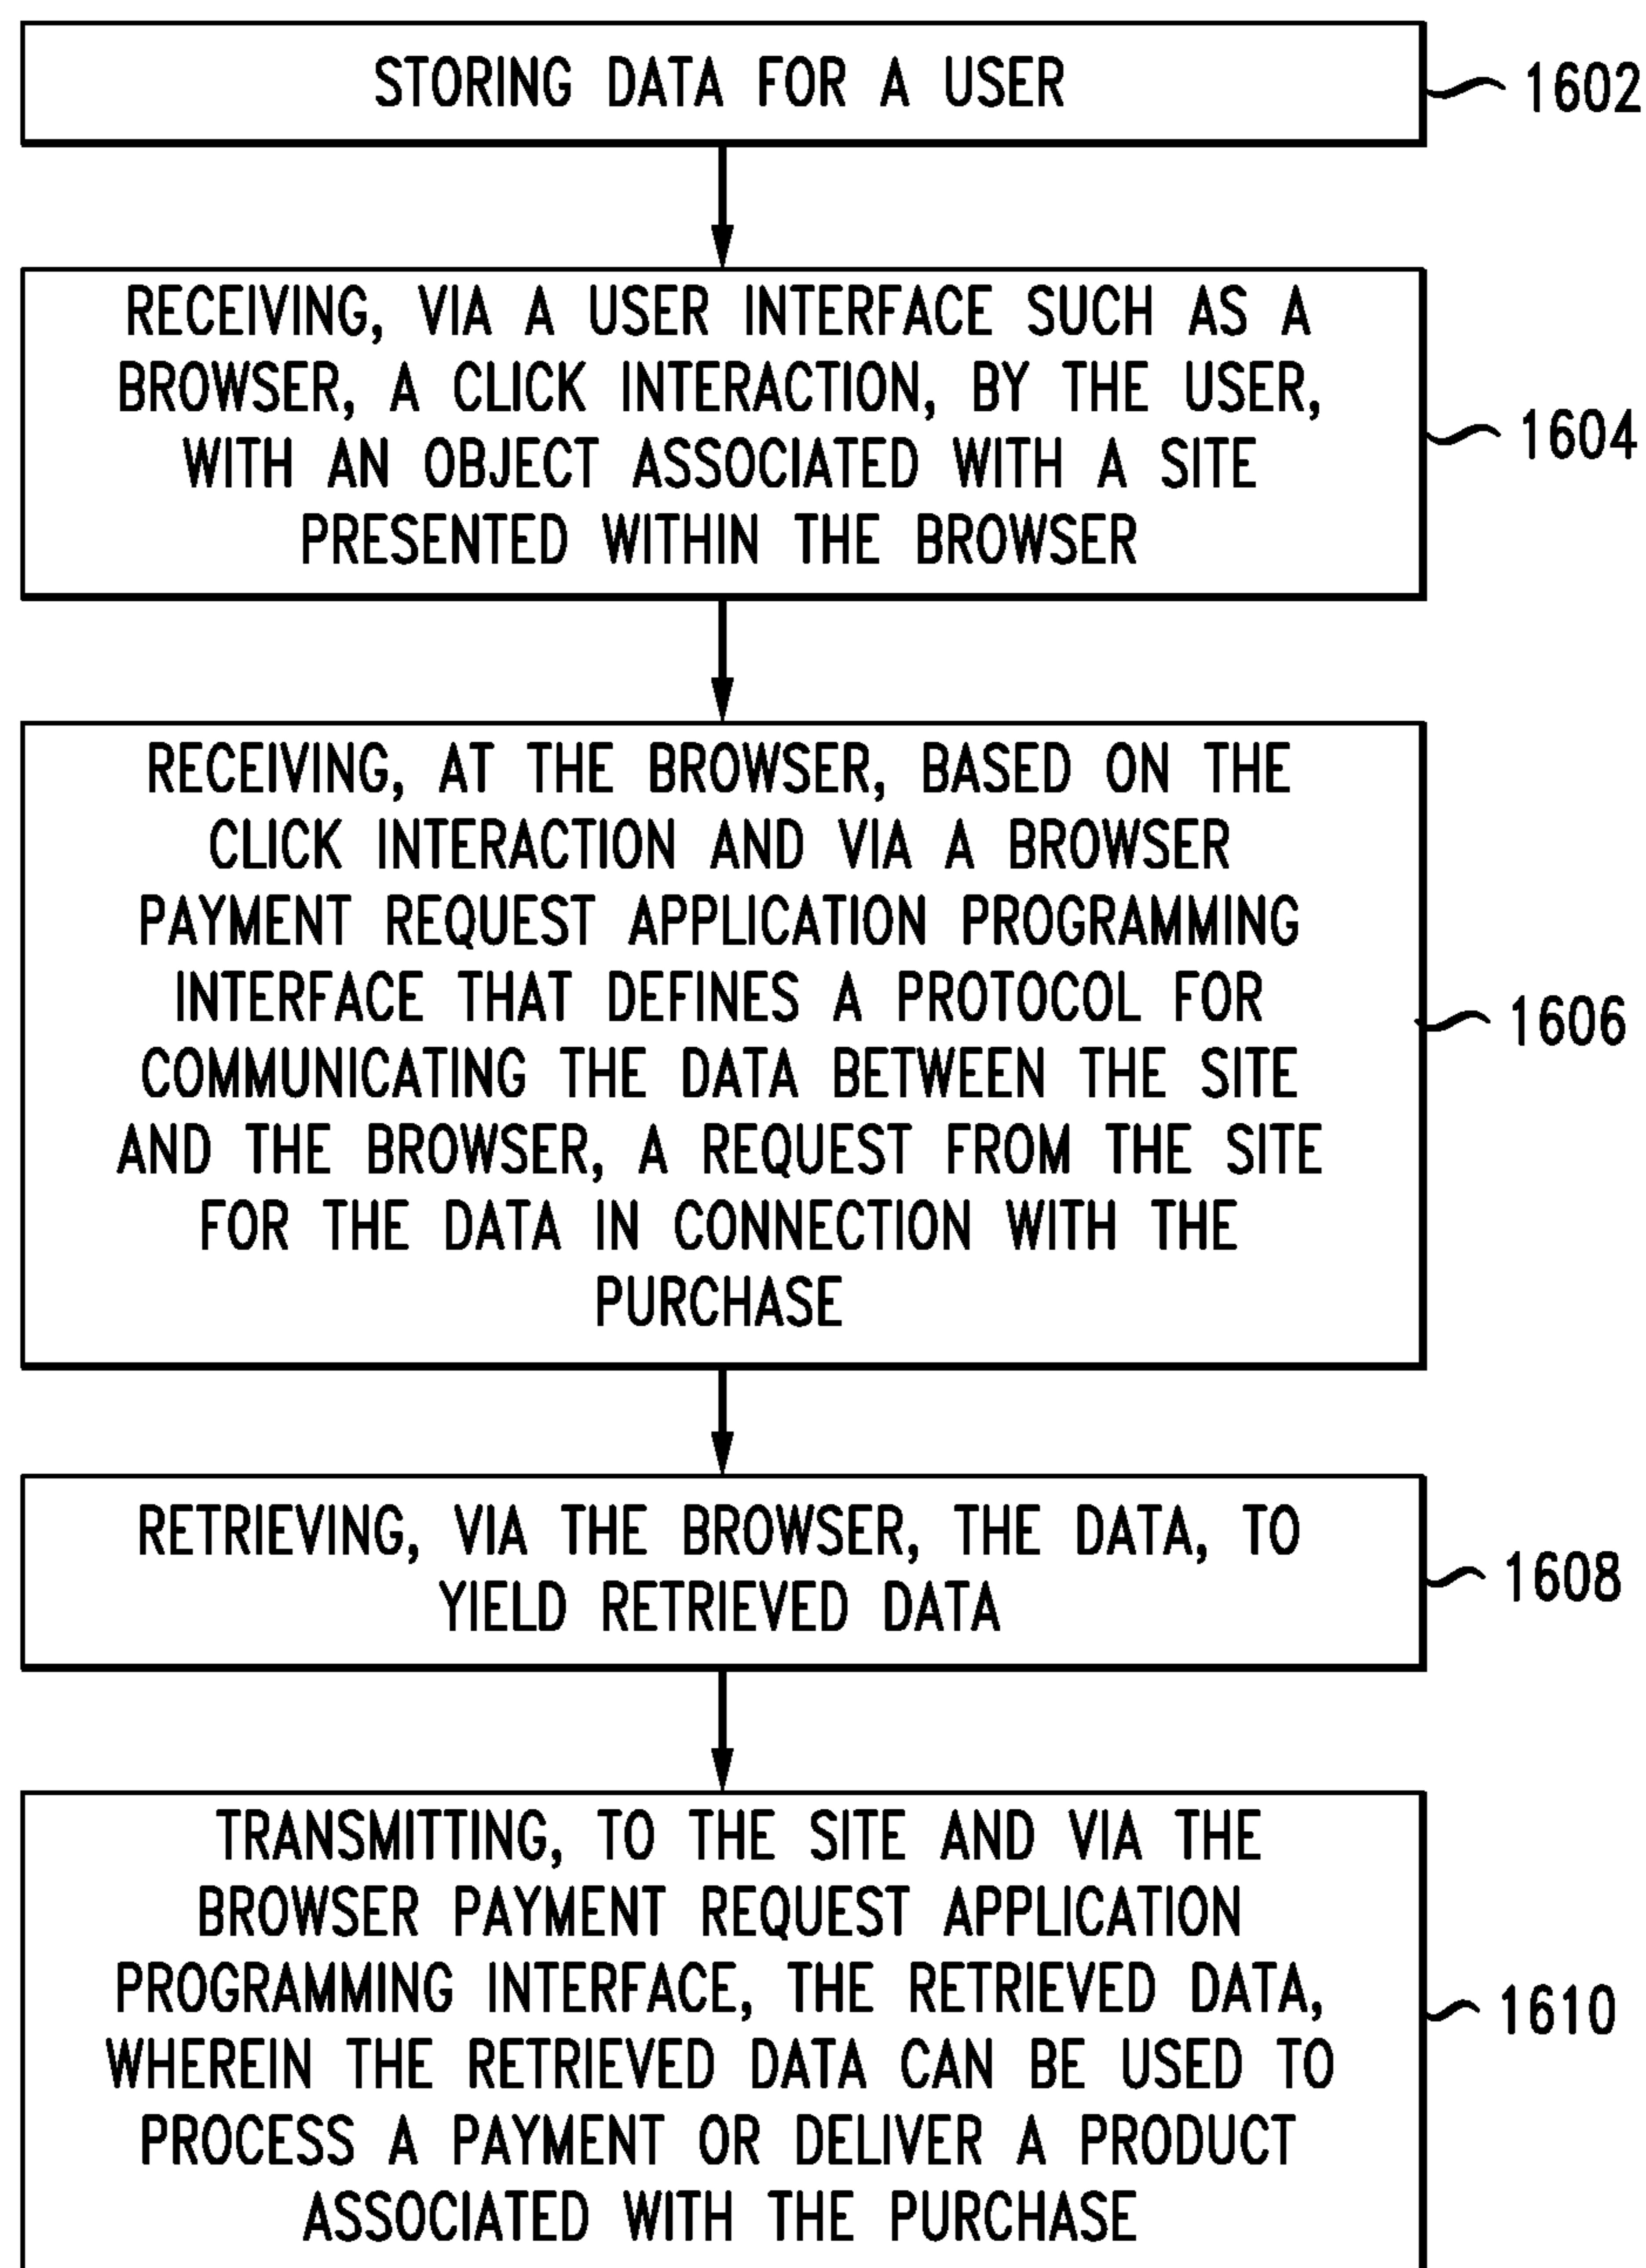 STORING DATA FOR A USER
1602
RECEIVING, VIA A USER INTERFACE SUCH AS A
BROWSER, A CLICK INTERACTION, BY THE USER,
WITH AN OBJECT ASSOCIATED WITH A SITE
PRESENTED WITHIN THE BROWSER
1604
RECEIVING, AT THE BROWSER, BASED ON THE
CLICK INTERACTION AND VIA A BROWSER
PAYMENT REQUEST APPLICATION PROGRAMMING
INTERFACE THAT DEFINES A PROTOCOL FOR
COMMUNICATING THE DATA BETWEEN THE SITE
AND THE BROWSER, A REQUEST FROM THE SITE
FOR THE DATA IN CONNECTION WITH THE
PURCHASE
1606
RETRIEVING, VIA THE BROWSER, THE DATA, TO
YIELD RETRIEVED DATA
1608
TRANSMITTING, TO THE SITE AND VIA THE
BROWSER PAYMENT REQUEST APPLICATION
PROGRAMMING INTERFACE, THE RETRIEVED DATA,
WHEREIN THE RETRIEVED DATA CAN BE USED TO
PROCESS A PAYMENT OR DELIVER A PRODUCT
ASSOCIATED WITH THE PURCHASE
1610